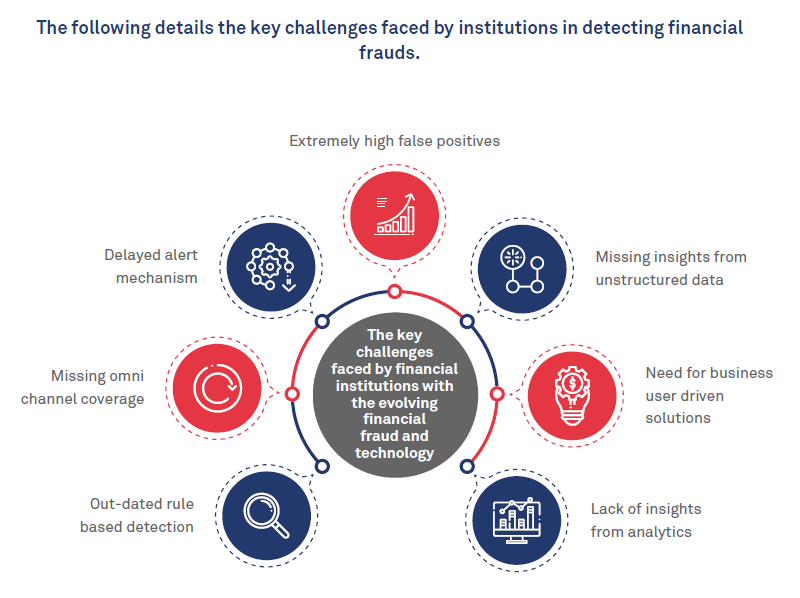 The following details the key challenges faced by institutions in detecting financial
frauds.
Extremely high false positives
Delayed alert
mechanism
Missing insights from
unstructured data
The key
challenges
faced by financial
institutions with
the evolving
financial
fraud and
technology
Missing omni
channel coverage
Need for business
user driven
solutions
Out-dated rule
based detection
Lack of insights
from analytics
$